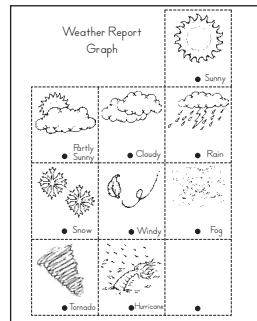 Weather Report
Graph
Sunny
Partly
Sunny
Cloudy
Rain
Snow
Windy
Fog
Tornado
Hurricane